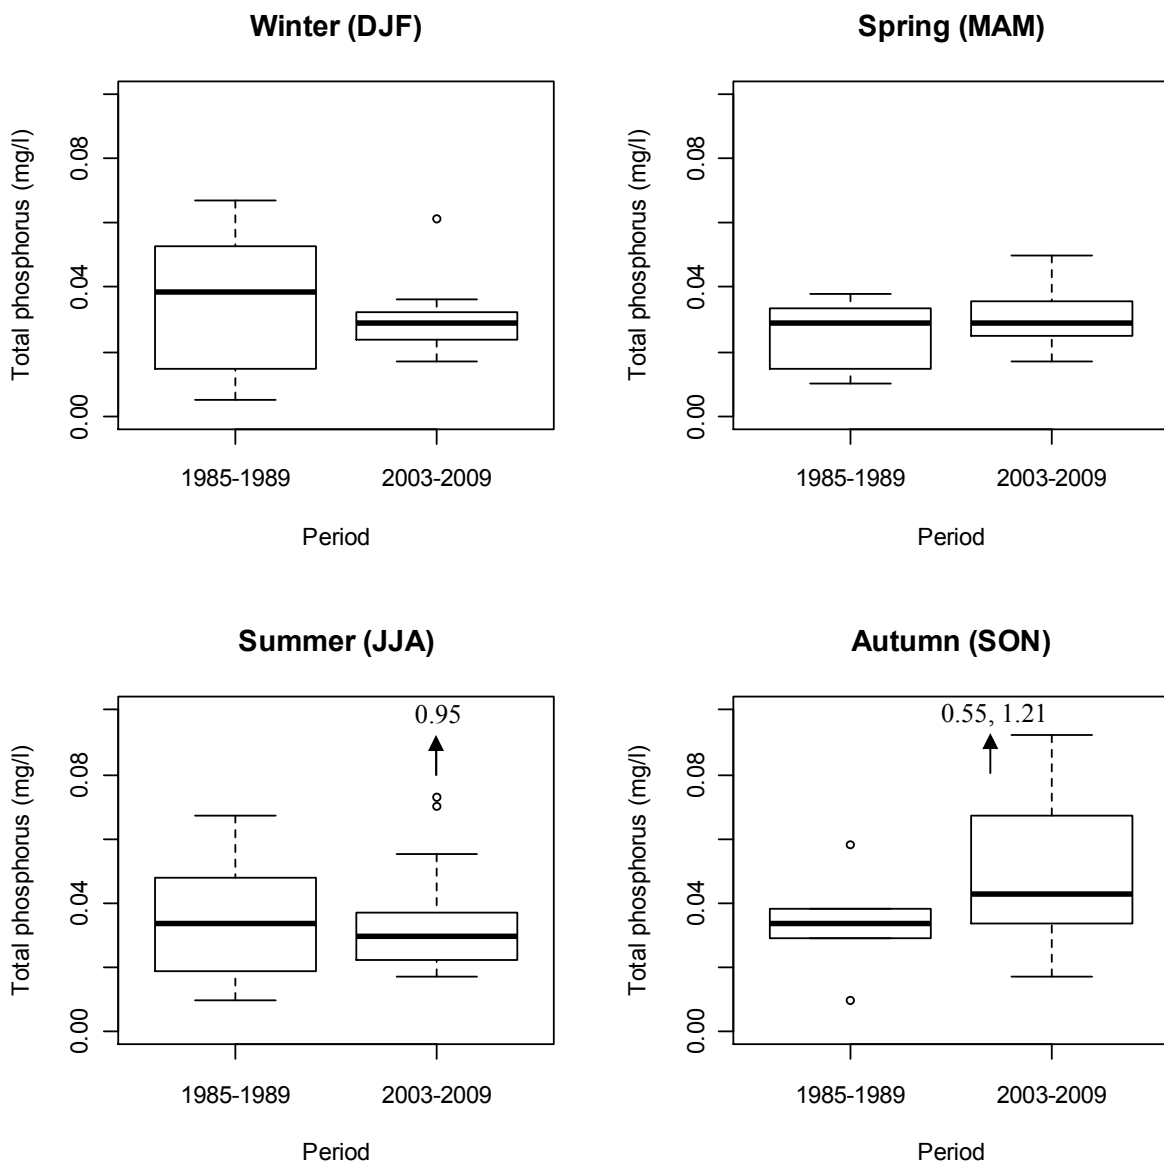 Winter (DJF)
Total phosphorus (mg/l)
0.08
0.04
0.00
1985-1989 2003-2009
Period
Spring (MAM)
Total phosphorus (mg/l)
0.08
0.04
0.00
1985-1989 2003-2009
Period
Summer (JJA)
Total phosphorus (mg/l)
0.08
0.04
0.00
0.95
1985-1989 2003-2009
Period
Autumn (SON)
Total phosphorus (mg/l)
0.08
0.04
0.00
0.55, 1.21
1985-1989 2003-2009
Period